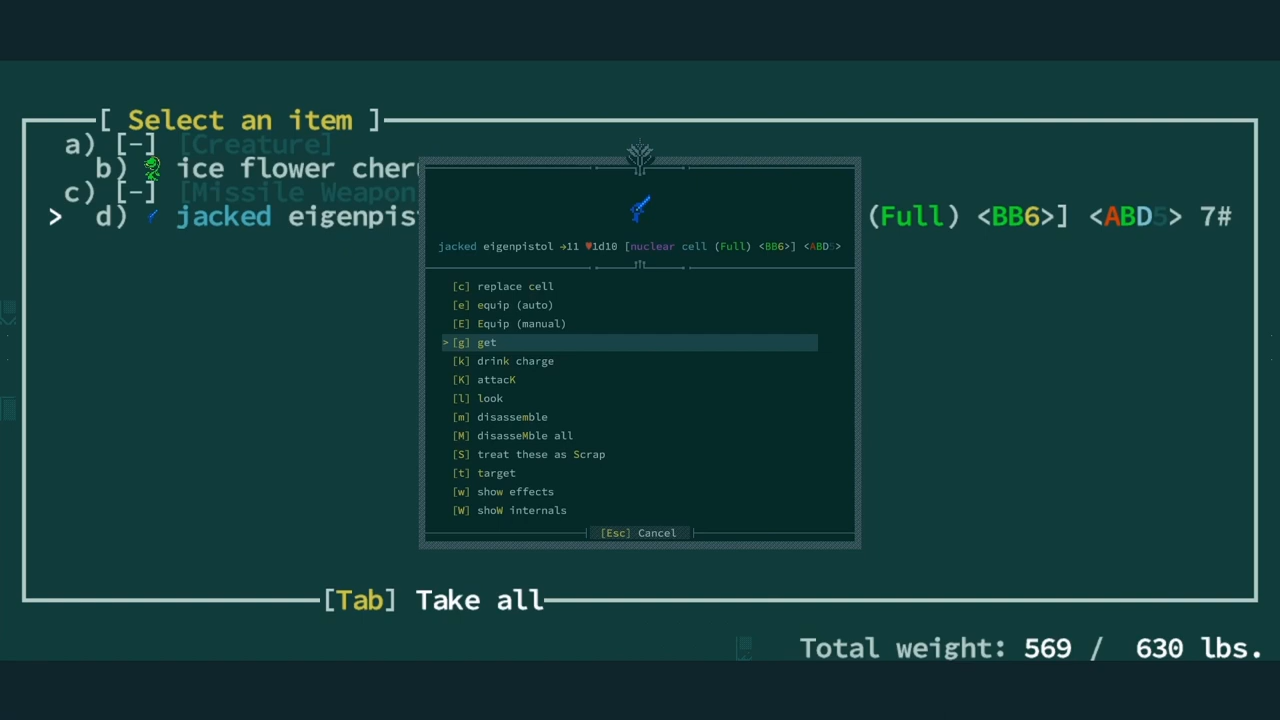 [ Select an item ]
a) [-] [Creature]
b) ice flower cheru
c) [-] [Missile Weapon
> d) jacked eigenpist (Full) <BB6>] <ABD5> 7#
jacked eigenpistol →11 ♥1d10 [nuclear cell (Full) <BB6>] <ABD5>
[c] replace cell
[e] equip (auto)
[E] Equip (manual)
> [g] get
[k] drink charge
[K] attacK
[l] look
[m] disassemble
[M] disasseMble all
[S] treat these as Scrap
[t] target
[w] show effects
[W] shoW internals
[Esc] Cancel
[Tab] Take all
Total weight: 569 / 630 lbs.